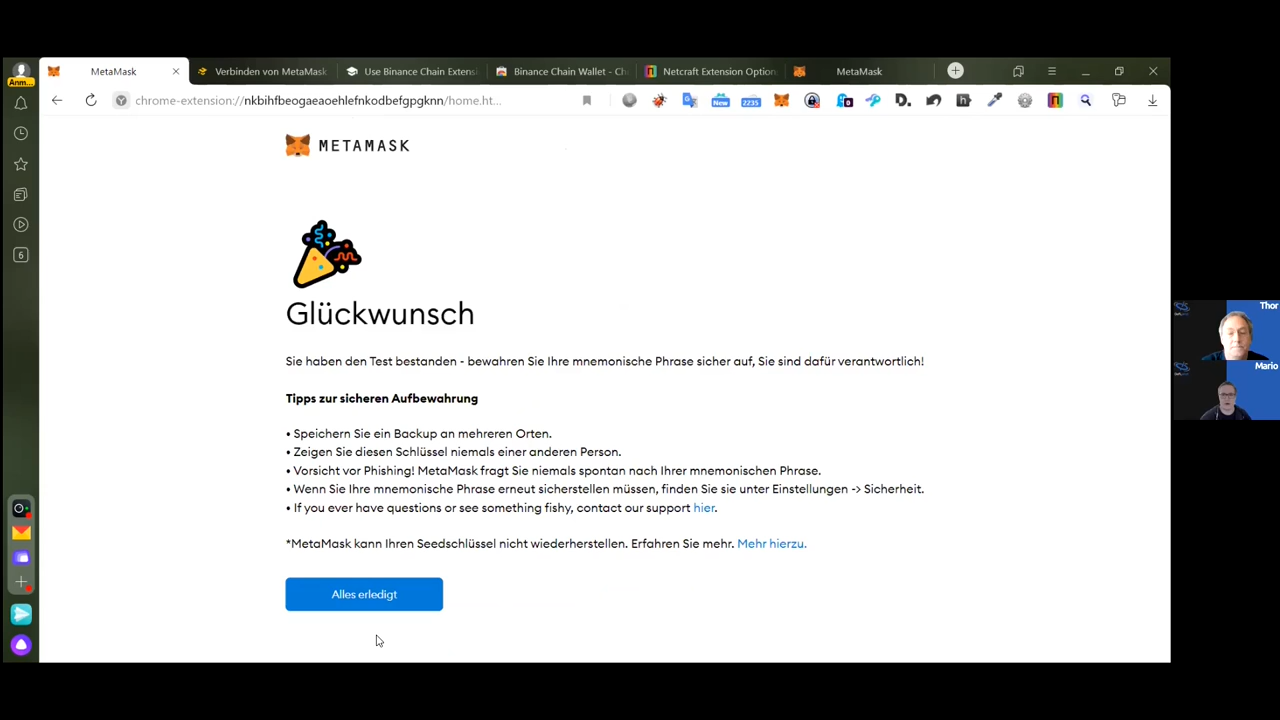 Anm...
MetaMask
Verbinden von MetaMask
Use Binance Chain Extensi
Binance Chain Wallet - Ch
Netcraft Extension Option
MetaMask
chrome-extension://nkbihfbeogaeaoehlefnkodbefgpgknn/home.ht...
New
2235
6
METAMASK
Glückwunsch
Sie haben den Test bestanden - bewahren Sie Ihre mnemonische Phrase sicher auf, Sie sind dafür verantwortlich!
Tipps zur sicheren Aufbewahrung
• Speichern Sie ein Backup an mehreren Orten.
• Zeigen Sie diesen Schlüssel niemals einer anderen Person.
• Vorsicht vor Phishing! MetaMask fragt Sie niemals spontan nach Ihrer mnemonischen Phrase.
• Wenn Sie Ihre mnemonische Phrase erneut sicherstellen müssen, finden Sie sie unter Einstellungen -> Sicherheit.
• If you ever have questions or see something fishy, contact our support hier.
*MetaMask kann Ihren Seedschlüssel nicht wiederherstellen. Erfahren Sie mehr. Mehr hierzu.
Alles erledigt
Thor
Mario